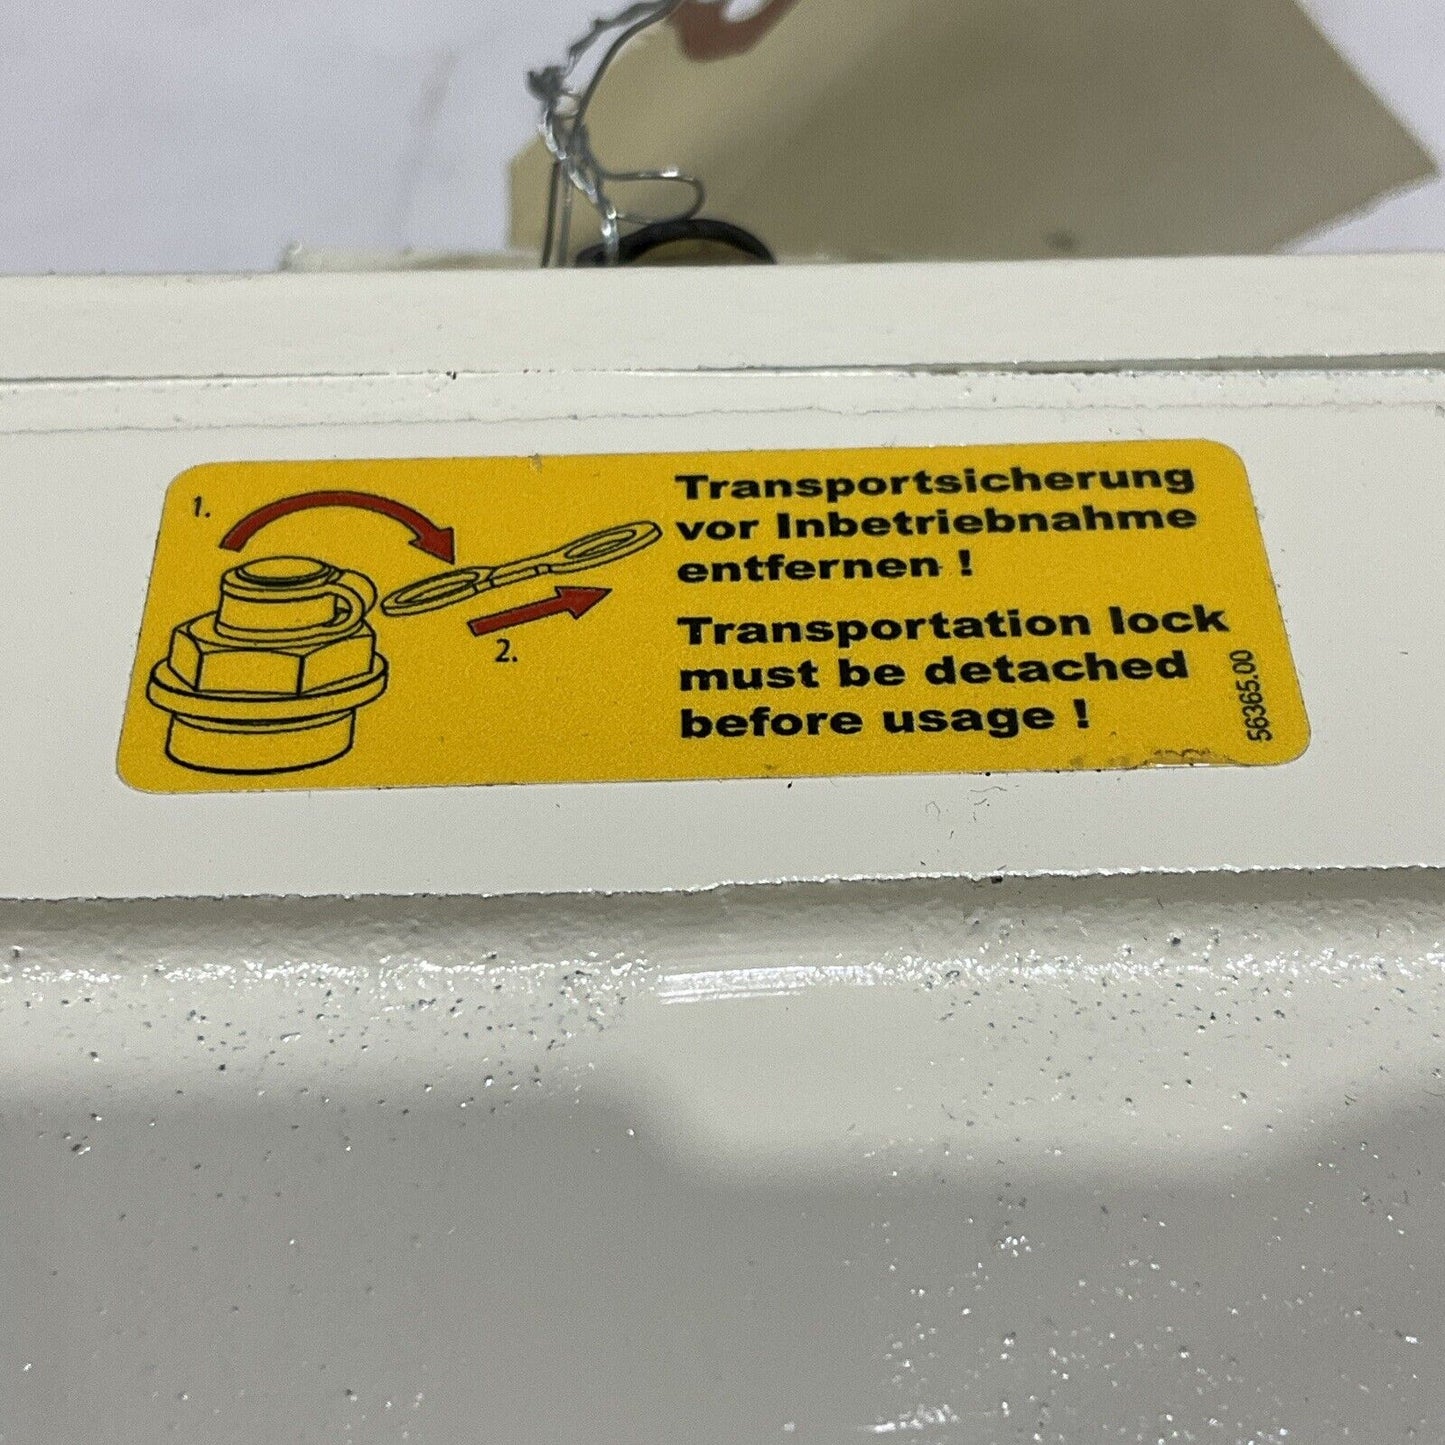 1.
2.
Transportsicherung
vor Inbetriebnahme
entfernen !
Transportation lock
must be detached
before usage !
56365.00